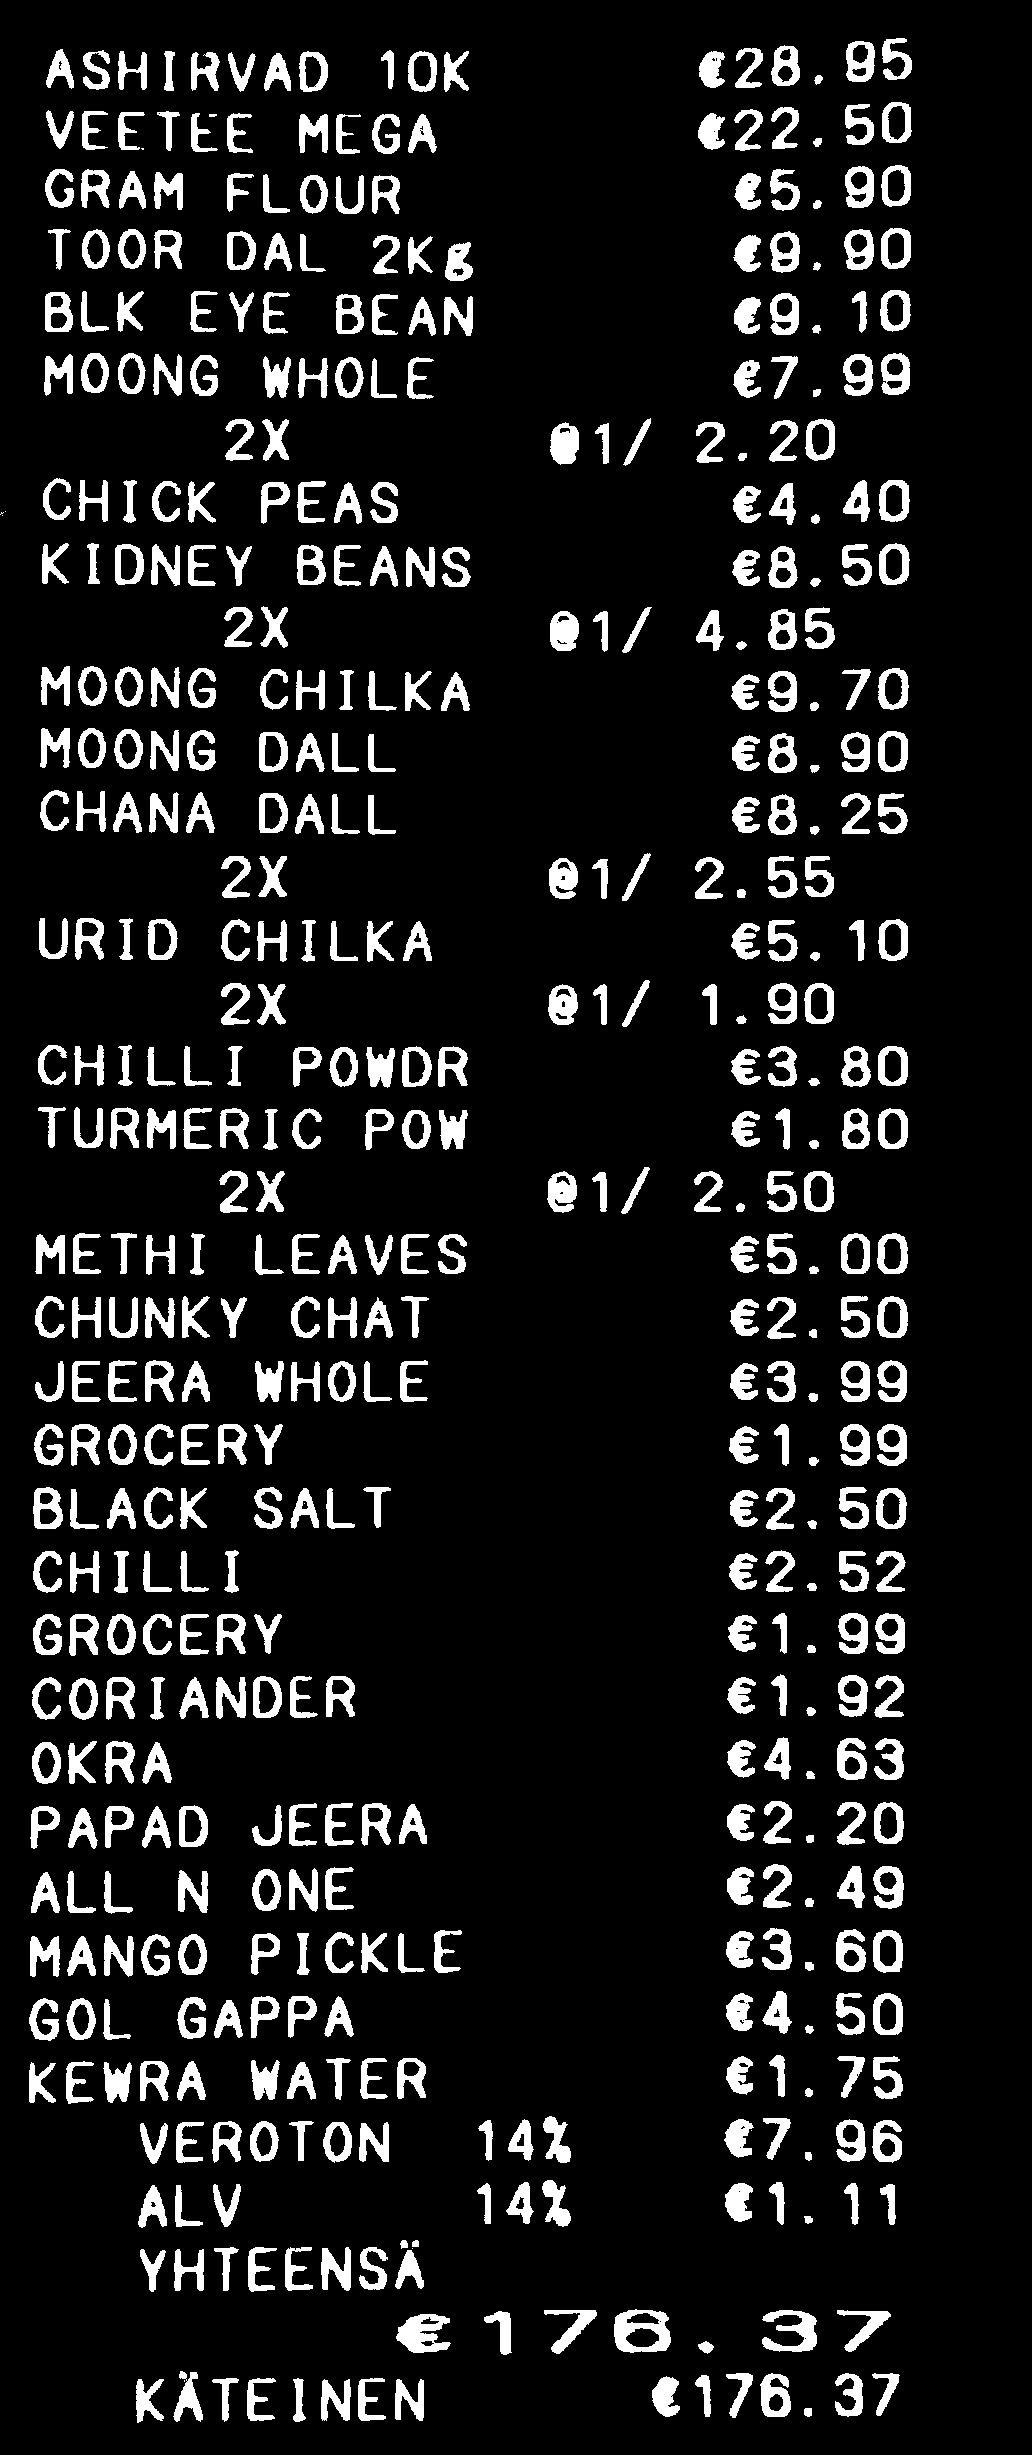 ASHIRVAD 10K €28.95
VEETEE MEGA €22.50
GRAM FLOUR €5.90
TOOR DAL 2Kg €9.90
BLK EYE BEAN €9.10
MOONG WHOLE €7.99
2X @1/ 2.20
CHICK PEAS €4.40
KIDNEY BEANS €8.50
2X @1/ 4.85
MOONG CHILKA €9.70
MOONG DALL €8.90
CHANA DALL €8.25
2X @1/ 2.55
URID CHILKA €5.10
2X @1/ 1.90
CHILLI POWDR €3.80
TURMERIC POW €1.80
2X @1/ 2.50
METHI LEAVES €5.00
CHUNKY CHAT €2.50
JEERA WHOLE €3.99
GROCERY €1.99
BLACK SALT €2.50
CHILLI €2.52
GROCERY €1.99
CORIANDER €1.92
OKRA €4.63
PAPAD JEERA €2.20
ALL N ONE €2.49
MANGO PICKLE €3.60
GOL GAPPA €4.50
KEWRA WATER €1.75
VEROTON 14% €7.96
ALV 14% €1.11
YHTEENSÄ
€176.37
KÄTEINEN €176.37